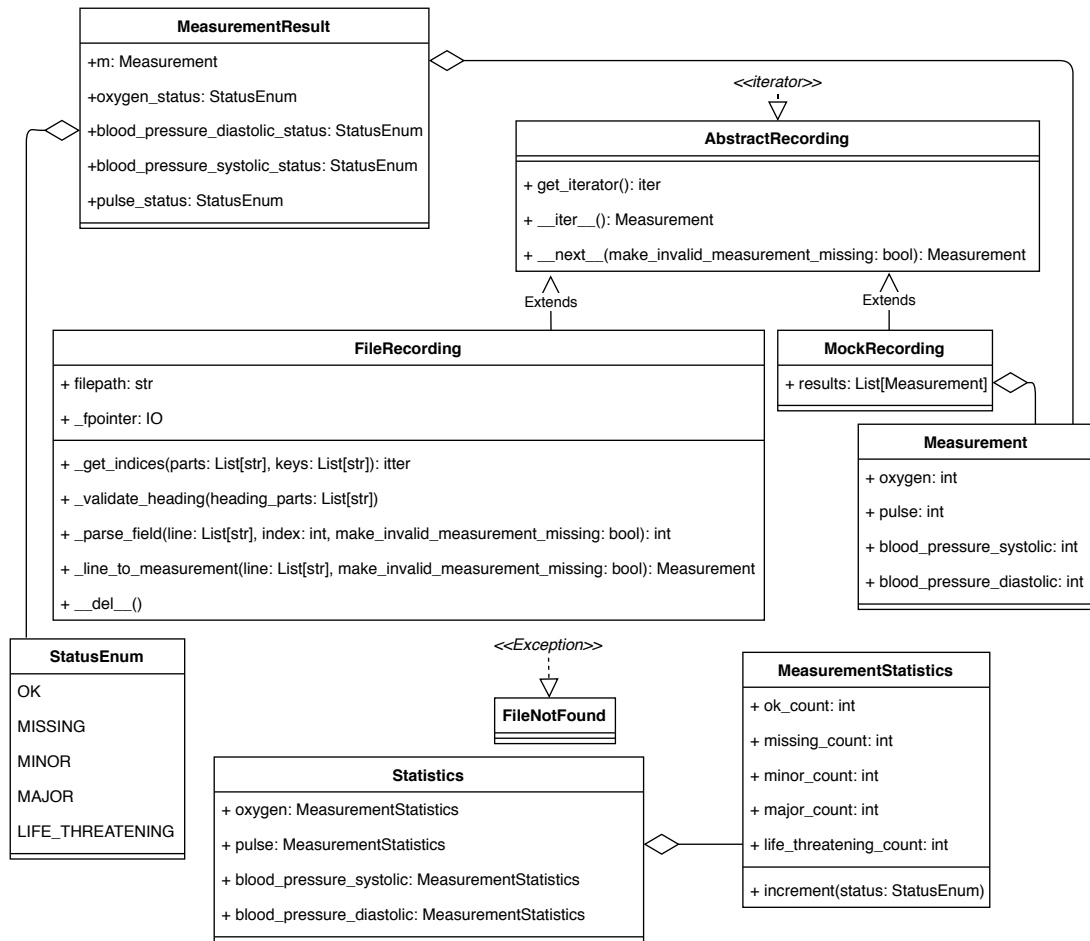 MeasurementResult
+m: Measurement
+oxygen_status: StatusEnum
+blood_pressure_diastolic_status: StatusEnum
+blood_pressure_systolic_status: StatusEnum
+pulse_status: StatusEnum
<<iterator>>
AbstractRecording
+ get_iterator(): iter
+ __iter__(): Measurement
+ __next__(make_invalid_measurement_missing: bool): Measurement
Extends
Extends
FileRecording
+ filepath: str
+ _fpointer: IO
+ _get_indices(parts: List[str], keys: List[str]): itter
+ _validate_heading(heading_parts: List[str])
+ _parse_field(line: List[str], index: int, make_invalid_measurement_missing: bool): int
+ _line_to_measurement(line: List[str], make_invalid_measurement_missing: bool): Measurement
+ __del__()
MockRecording
+ results: List[Measurement]
Measurement
+ oxygen: int
+ pulse: int
+ blood_pressure_systolic: int
+ blood_pressure_diastolic: int
StatusEnum
OK
MISSING
MINOR
MAJOR
LIFE_THREATENING
<<Exception>>
FileNotFound
Statistics
+ oxygen: MeasurementStatistics
+ pulse: MeasurementStatistics
+ blood_pressure_systolic: MeasurementStatistics
+ blood_pressure_diastolic: MeasurementStatistics
MeasurementStatistics
+ ok_count: int
+ missing_count: int
+ minor_count: int
+ major_count: int
+ life_threatening_count: int
+ increment(status: StatusEnum)